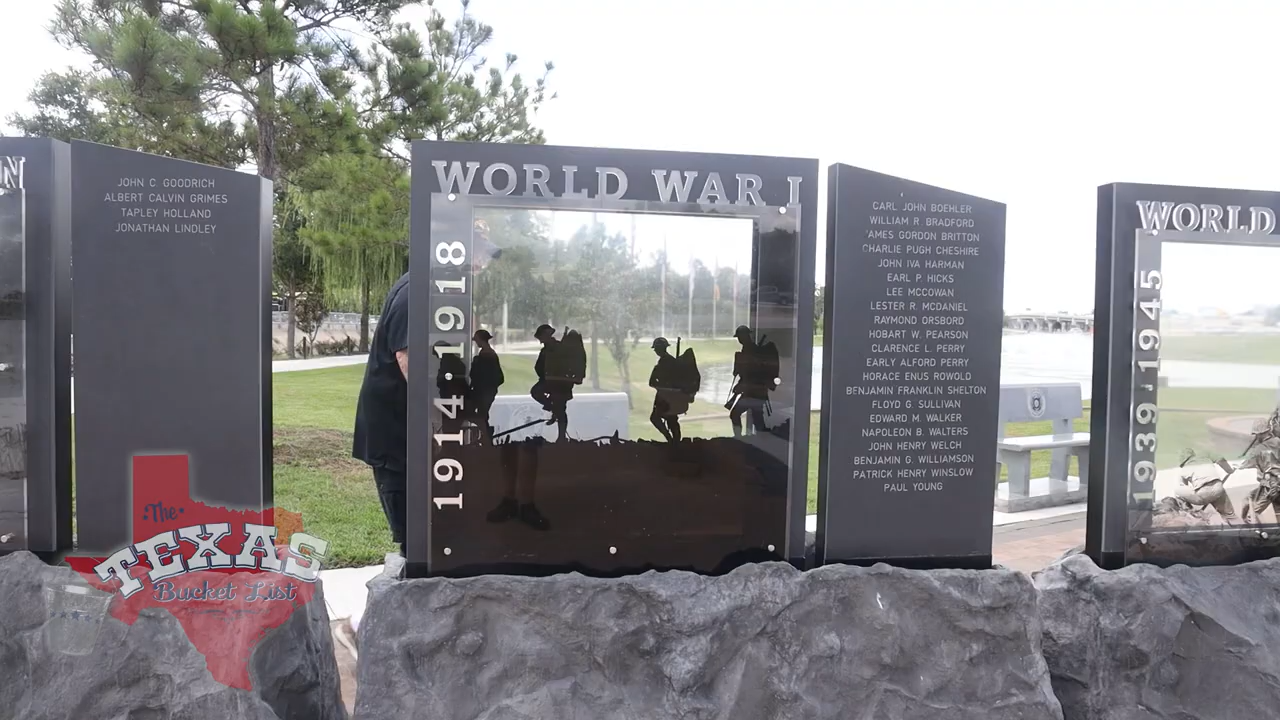 N
JOHN C. GOODRICH
ALBERT CALVIN GRIMES
TAPLEY HOLLAND
JONATHAN LINDLEY
WORLD WAR I
1914 1918
CARL JOHN BOEHLER
WILLIAM R. BRADFORD
AMES GORDON BRITTON
CHARLIE PUGH CHESHIRE
JOHN IVA HARMAN
EARL P. HICKS
LEE MCCOWAN
LESTER R. MCDANIEL
RAYMOND ORSBORD
HOBART W. PEARSON
CLARENCE L. PERRY
EARLY ALFORD PERRY
HORACE ENUS ROWOLD
BENJAMIN FRANKLIN SHELTON
FLOYD G. SULLIVAN
EDWARD M. WALKER
NAPOLEON B. WALTERS
JOHN HENRY WELCH
BENJAMIN G. WILLIAMSON
PATRICK HENRY WINSLOW
PAUL YOUNG
WORLD
1939 1945
The
TEXAS
Bucket List